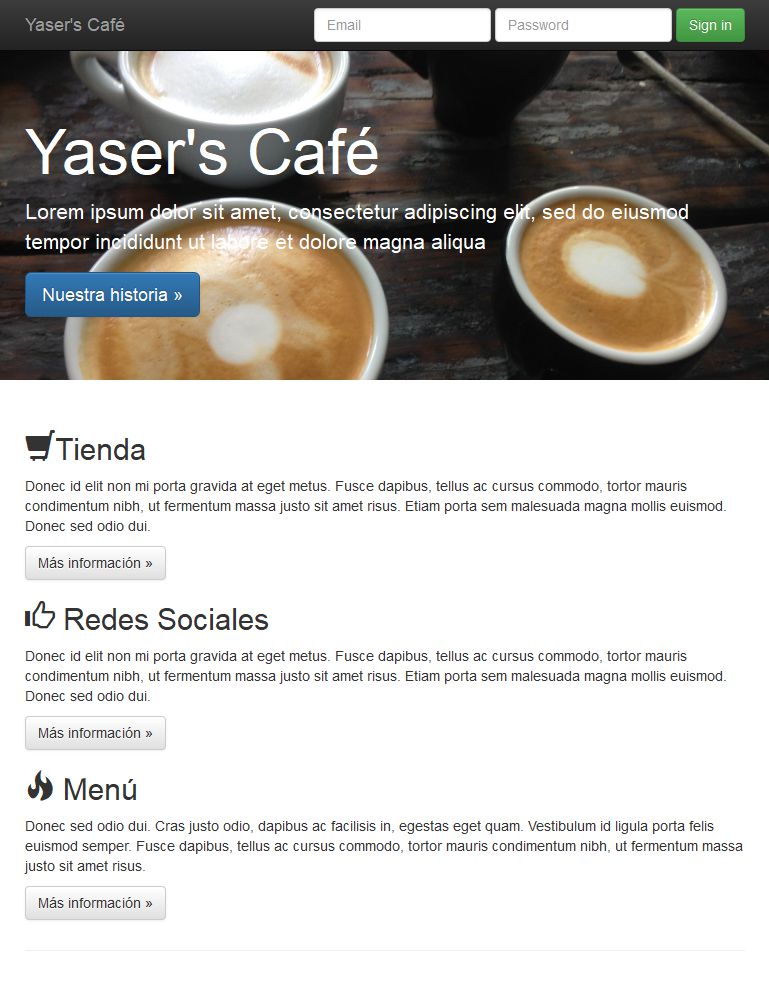 Yaser's Café
Email
Password
Sign in
Yaser's Café
Lorem ipsum dolor sit amet, consectetur adipiscing elit, sed do eiusmod
tempor incididunt ut labore et dolore magna aliqua
Nuestra historia »
Tienda
Donec id elit non mi porta gravida at eget metus. Fusce dapibus, tellus ac cursus commodo, tortor mauris
condimentum nibh, ut fermentum massa justo sit amet risus. Etiam porta sem malesuada magna mollis euismod.
Donec sed odio dui.
Más información »
Redes Sociales
Donec id elit non mi porta gravida at eget metus. Fusce dapibus, tellus ac cursus commodo, tortor mauris
condimentum nibh, ut fermentum massa justo sit amet risus. Etiam porta sem malesuada magna mollis euismod.
Donec sed odio dui.
Más información »
Menú
Donec sed odio dui. Cras justo odio, dapibus ac facilisis in, egestas eget quam. Vestibulum id ligula porta felis
euismod semper. Fusce dapibus, tellus ac cursus commodo, tortor mauris condimentum nibh, ut fermentum massa
justo sit amet risus.
Más información »